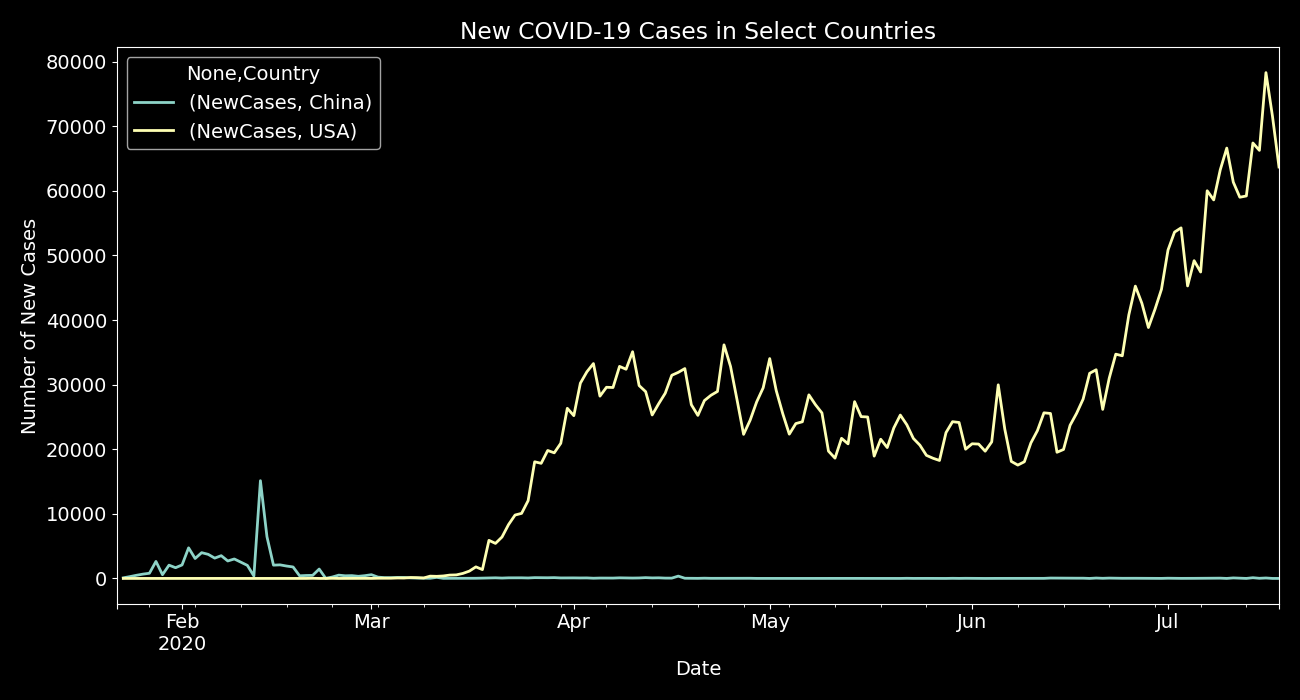 New COVID-19 Cases in Select Countries
None,Country
(NewCases, China)
(NewCases, USA)
Number of New Cases
80000
70000
60000
50000
40000
30000
20000
10000
0
Feb
2020
Mar
Apr
May
Jun
Jul
Date